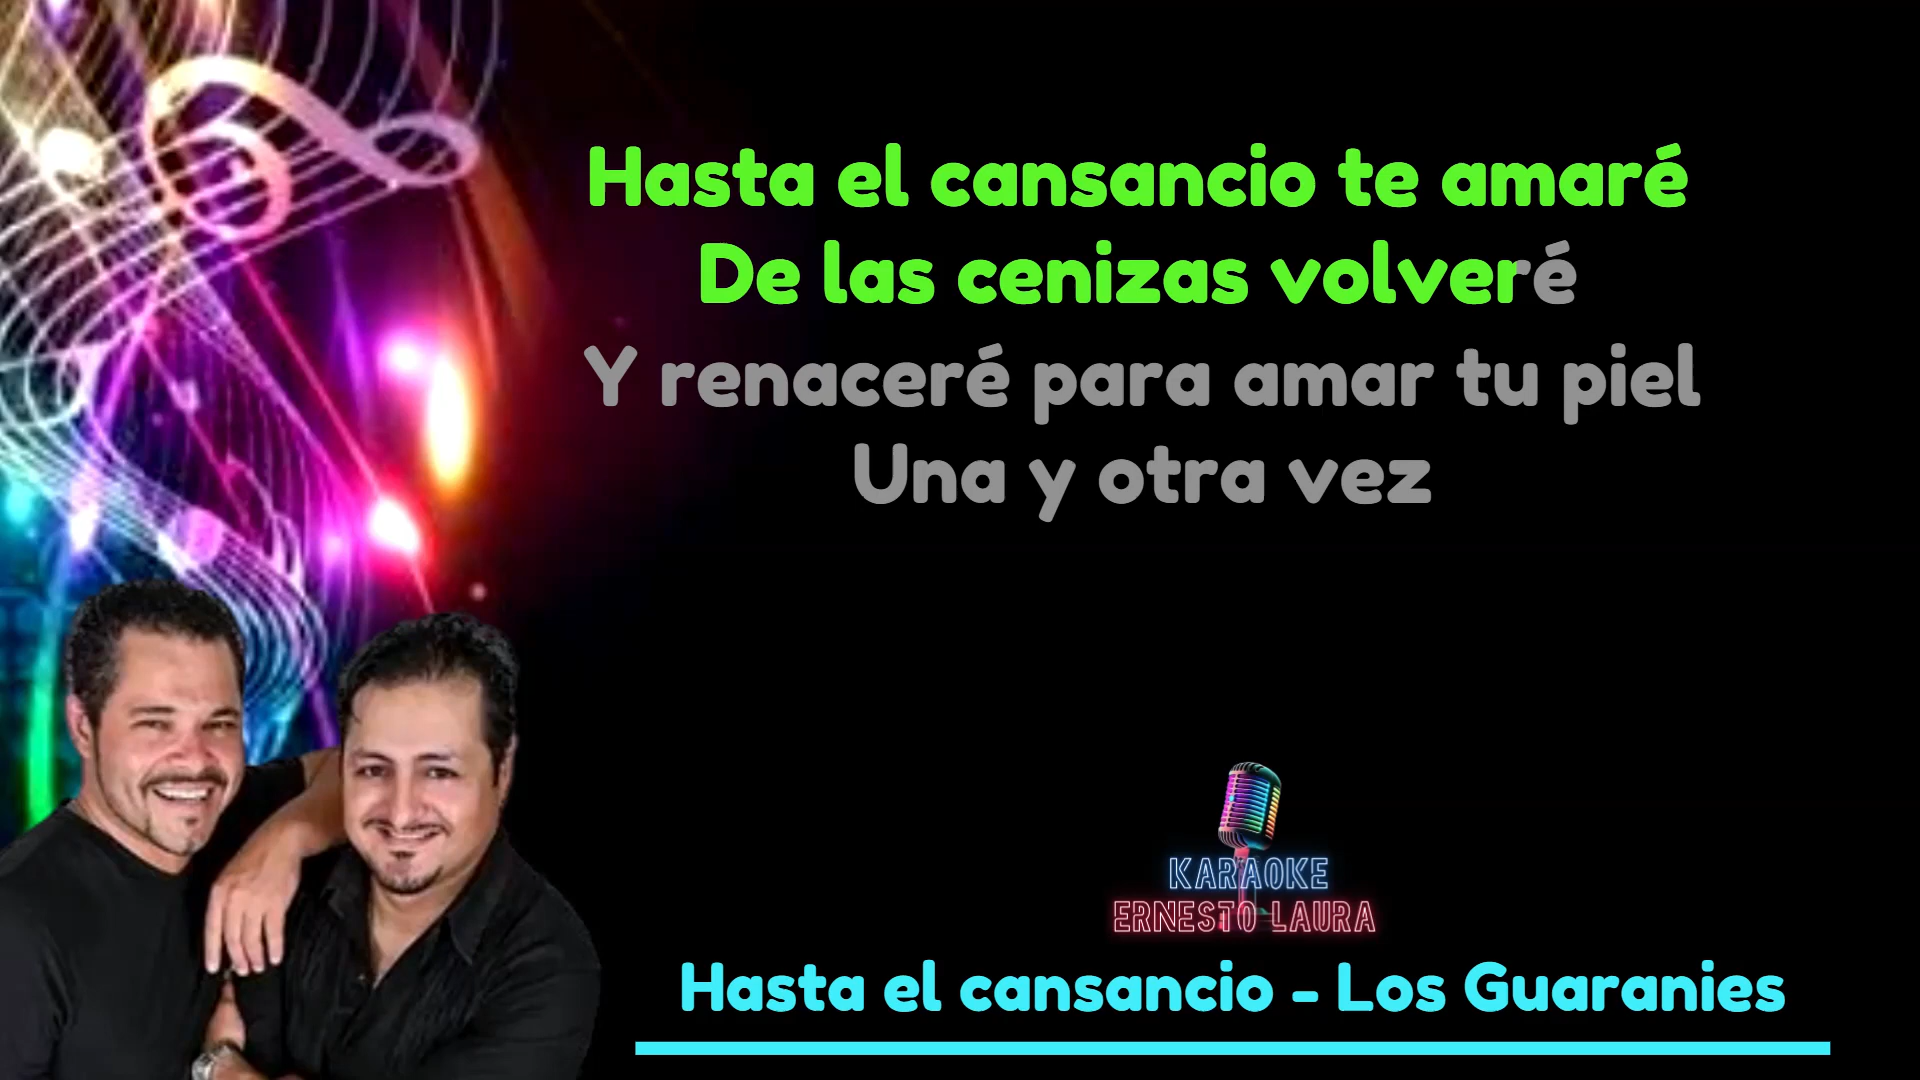 Hasta el cansancio te amaré
De las cenizas volveré
Y renaceré para amar tu piel
Una y otra vez
KARAOKE
ERNESTO LAURA
Hasta el cansancio - Los Guaranies